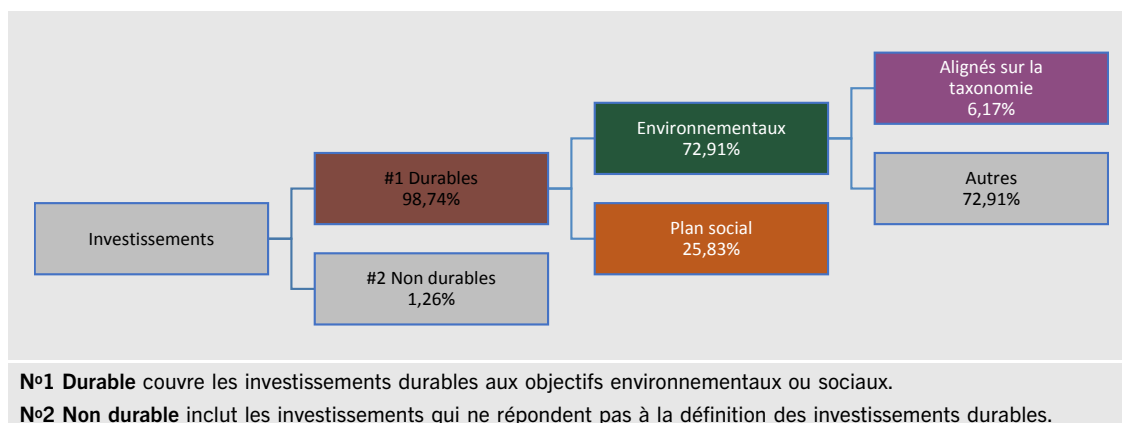 Investissements
#1 Durables
98,74%
#2 Non durables
1,26%
Environnementaux
72,91%
Plan social
25,83%
Alignés sur la
taxonomie
6,17%
Autres
72,91%
Nº1 Durable couvre les investissements durables aux objectifs environnementaux ou sociaux.
Nº2 Non durable inclut les investissements qui ne répondent pas à la définition des investissements durables.